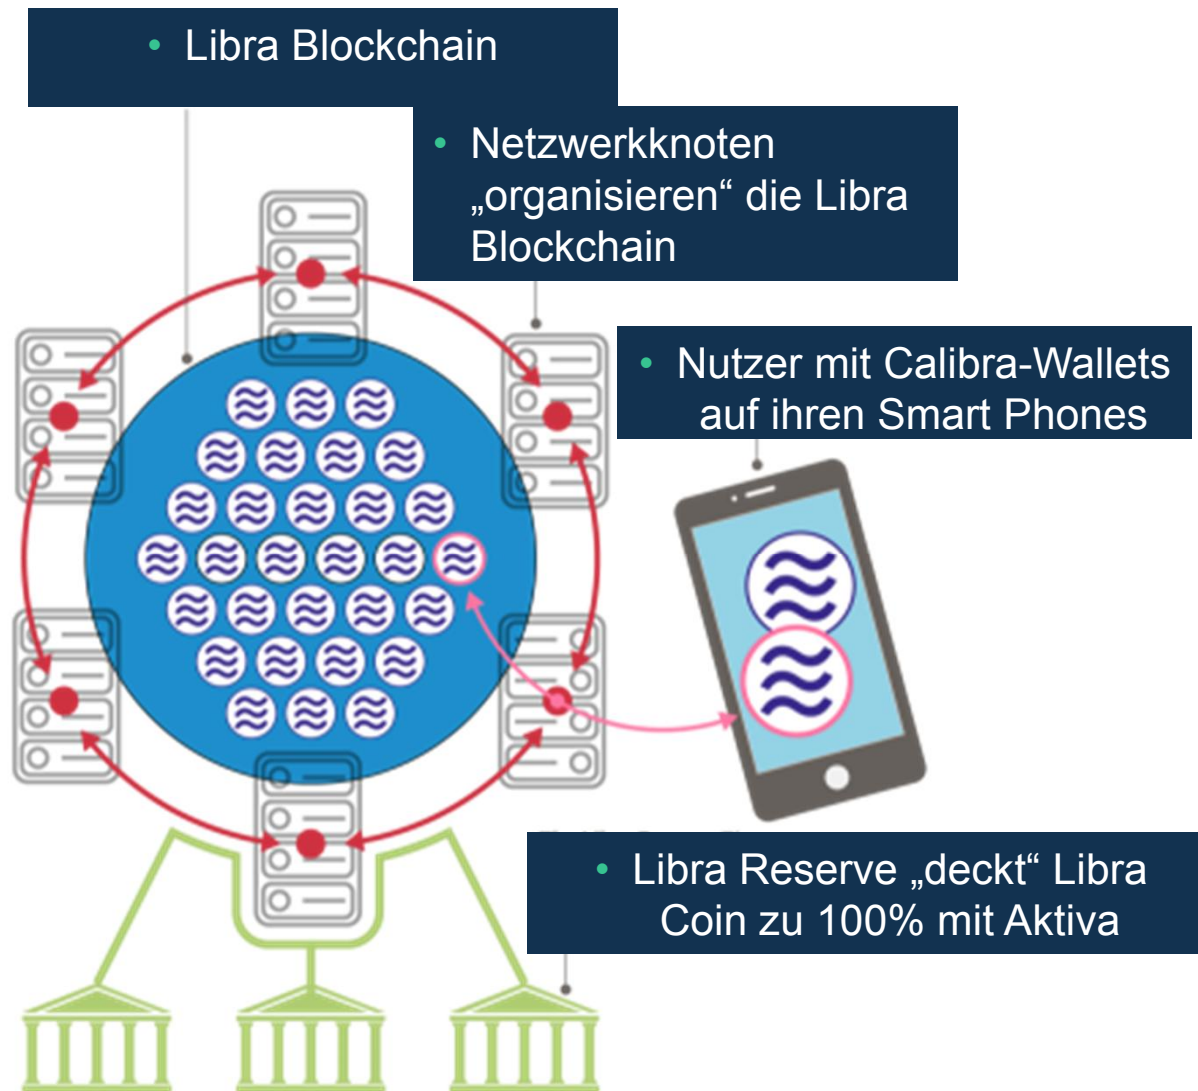 • Libra Blockchain
• Netzwerkknoten
„organisieren“ die Libra
Blockchain
• Nutzer mit Calibra-Wallets
auf ihren Smart Phones
• Libra Reserve „deckt“ Libra
Coin zu 100% mit Aktiva